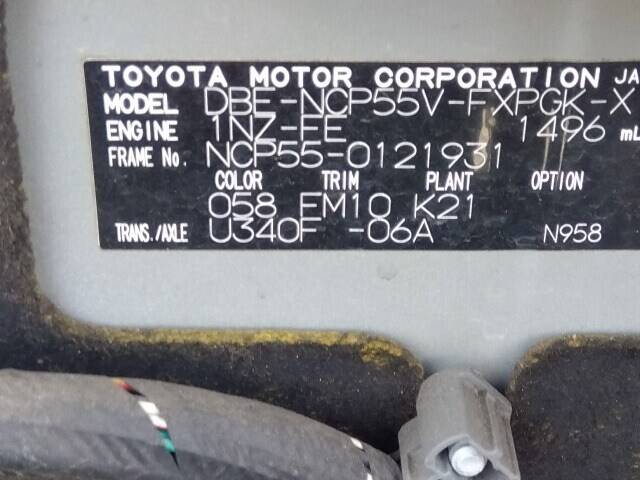 TOYOTA MOTOR CORPORATION JA
MODEL DBE-NCP55V-FXPGK-X
ENGINE 1NZ-FE 1496 mL
FRAME No. NCP55-0121931
COLOR TRIM PLANT OPTION
058 FM10 K21
TRANS./AXLE U340F -06A N958